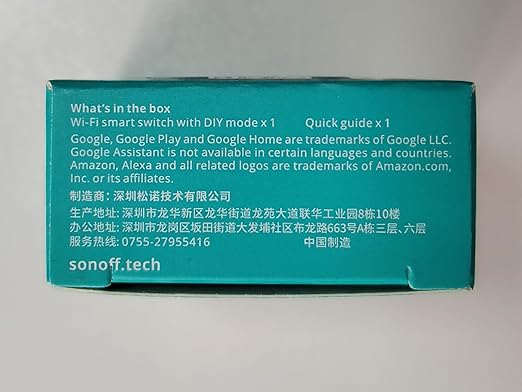 What's in the box
Wi-Fi smart switch with DIY mode x 1 Quick guide x 1
Google, Google Play and Google Home are trademarks of Google LLC.
Google Assistant is not available in certain languages and countries.
Amazon, Alexa and all related logos are trademarks of Amazon.com,
Inc. or its affiliates.
制造商：深圳松诺技术有限公司
生产地址：深圳市龙华新区龙华街道龙苑大道联华工业园8栋10楼
办公地址：深圳市龙岗区坂田街道大发埔社区布龙路663号A栋三层、六层
服务热线：0755-27955416 中国制造
sonoff.tech